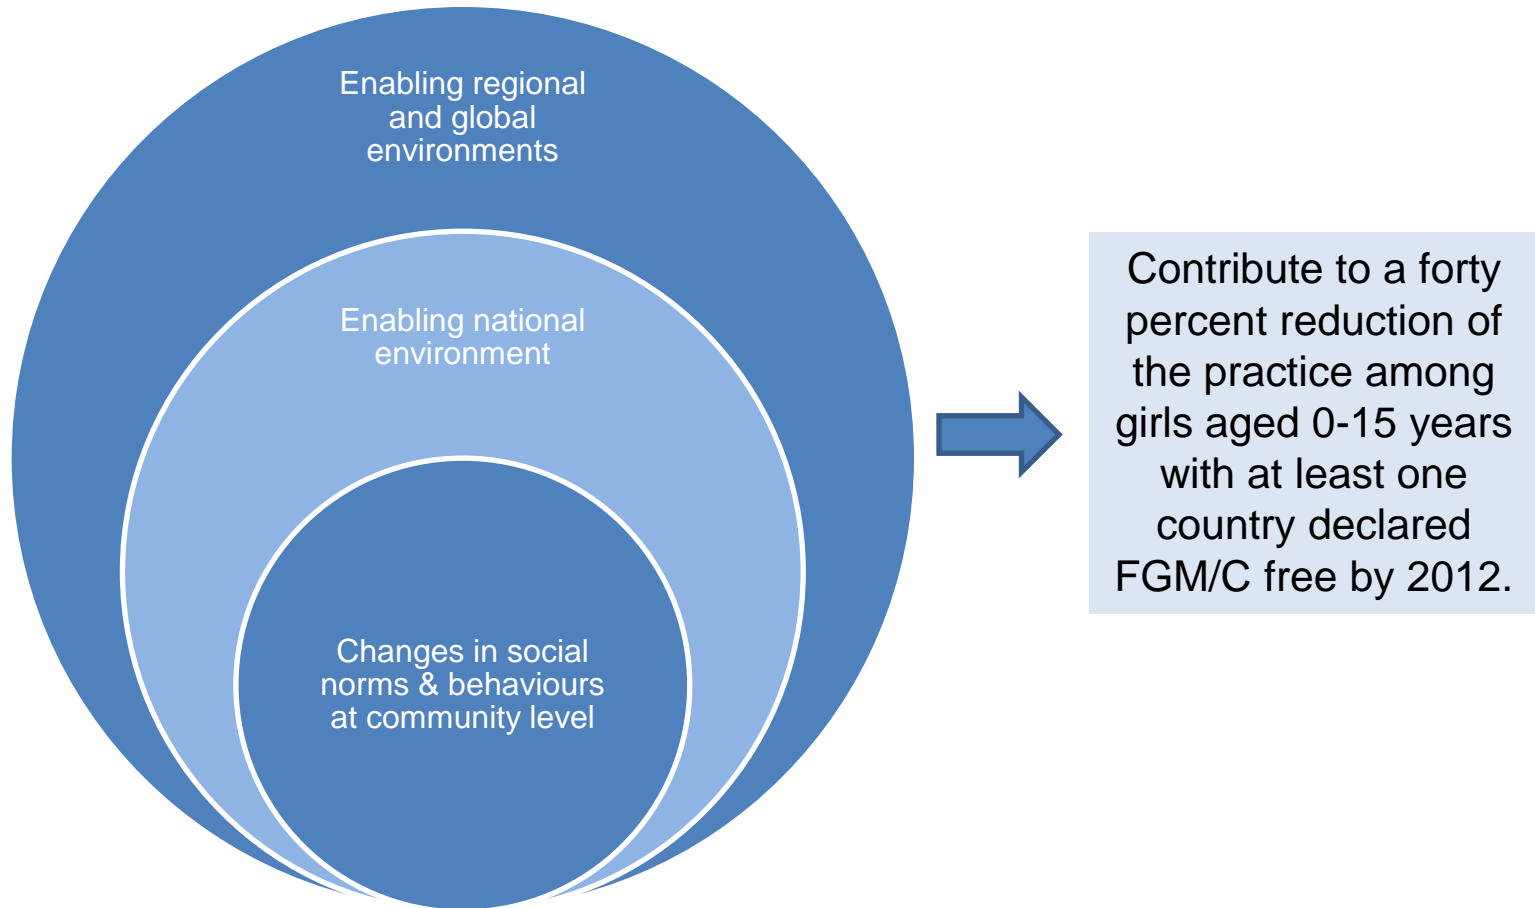 Enabling regional
and global
environments
Enabling national
environment
Changes in social
norms & behaviours
at community level
Contribute to a forty
percent reduction of
the practice among
girls aged 0-15 years
with at least one
country declared
FGM/C free by 2012.